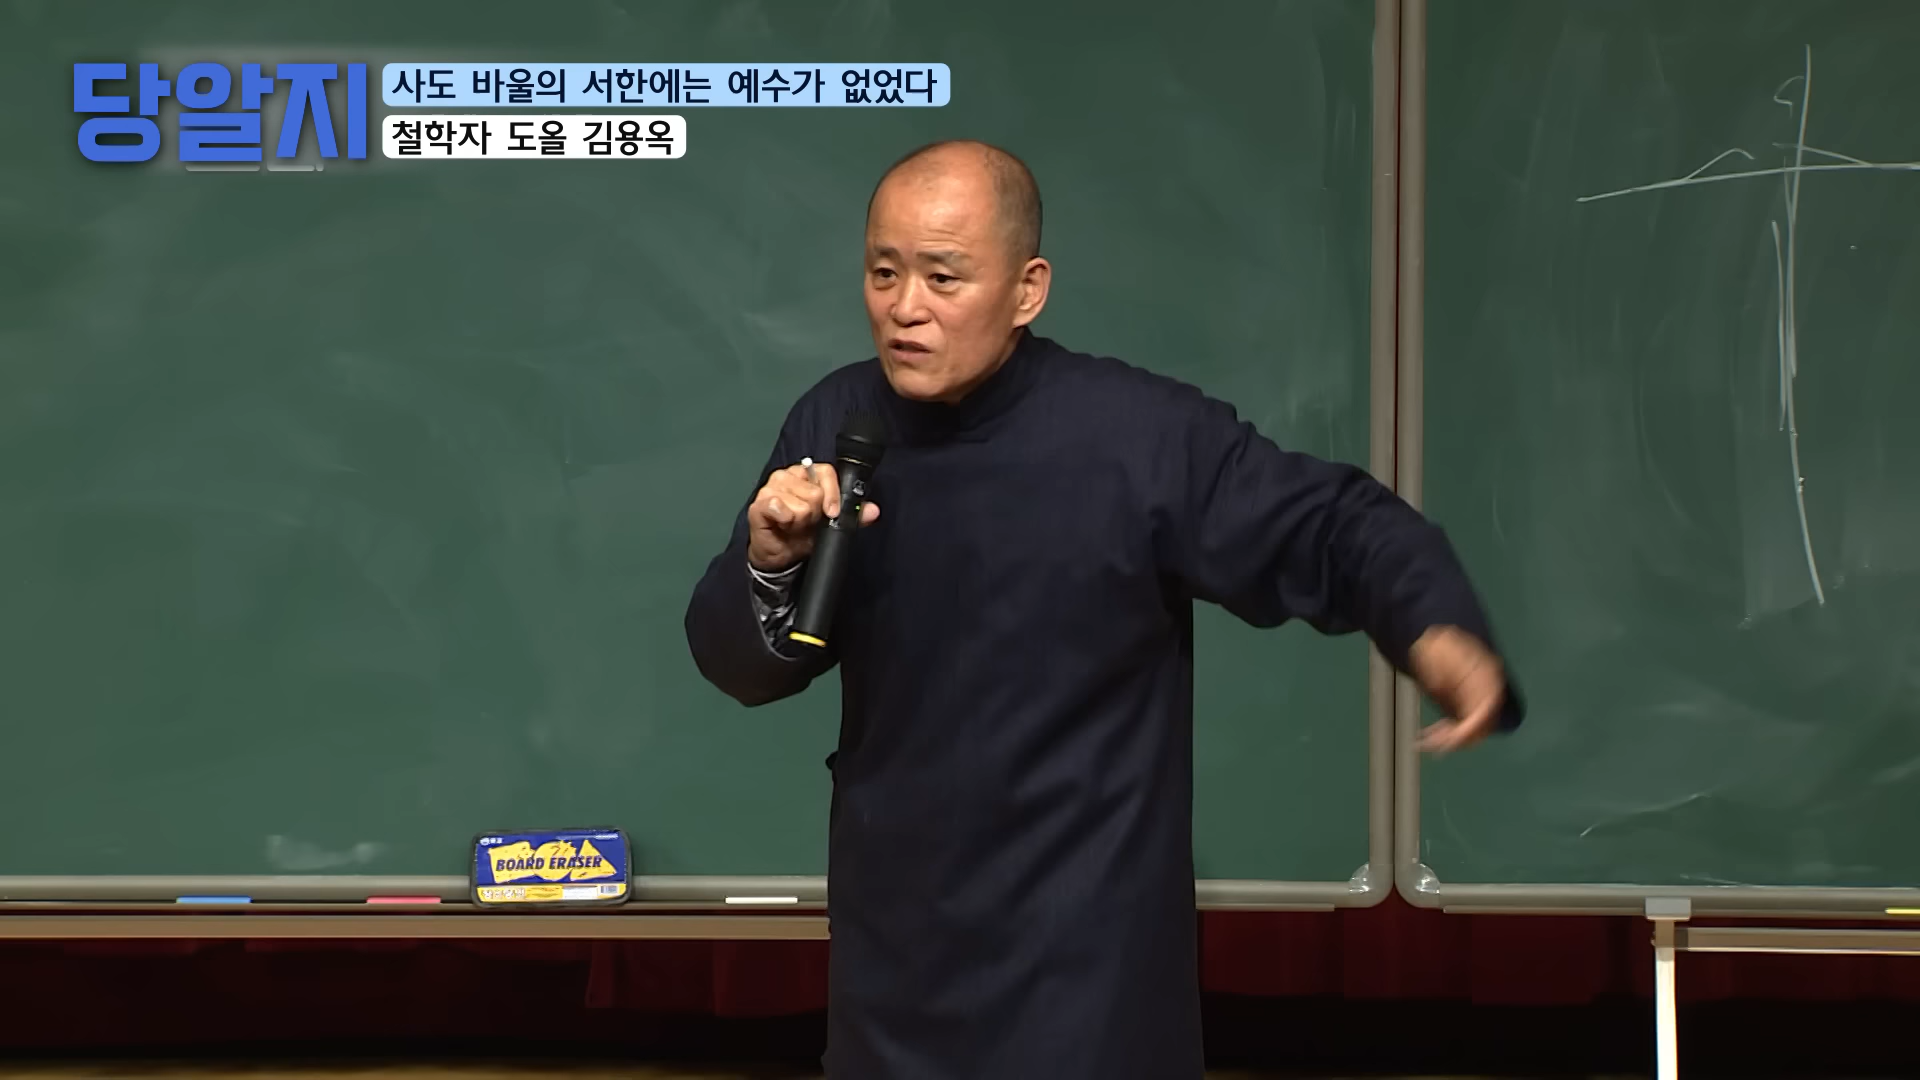 당알지
사도 바울의 서한에는 예수가 없었다
철학자 도올 김용옥
BOARD ERASER